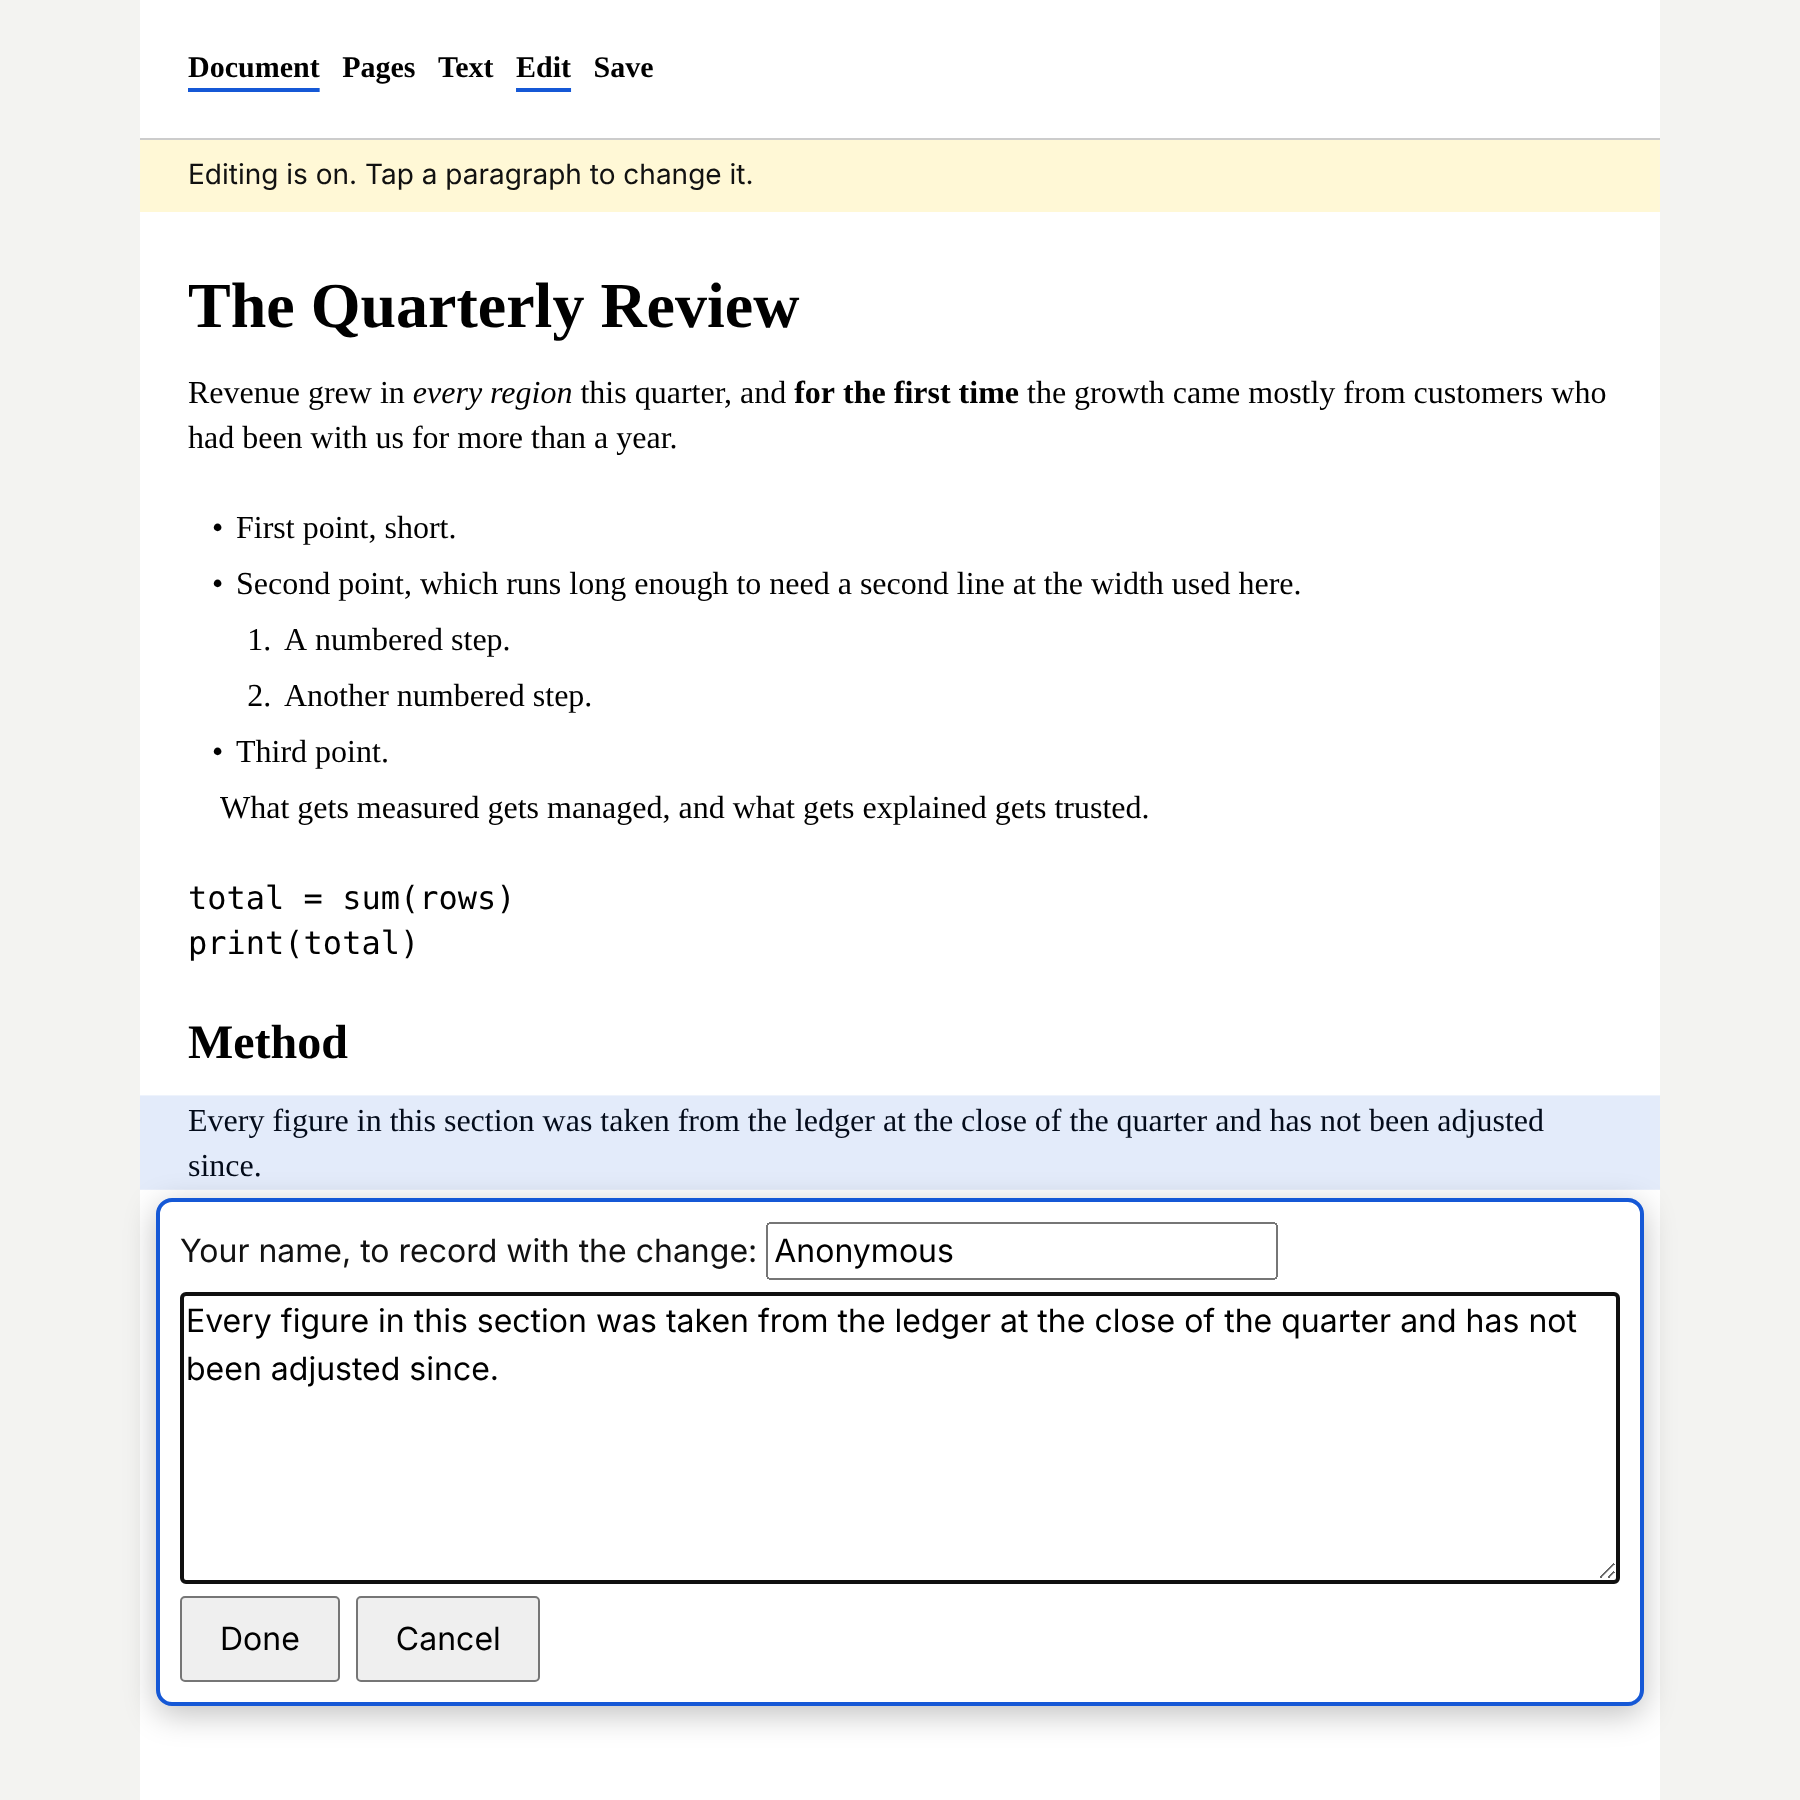 Document Pages Text Edit Save
Editing is on. Tap a paragraph to change it.
The Quarterly Review
Revenue grew in every region this quarter, and for the first time the growth came mostly from customers who
had been with us for more than a year.
• First point, short.
• Second point, which runs long enough to need a second line at the width used here.
1. A numbered step.
2. Another numbered step.
• Third point.
What gets measured gets managed, and what gets explained gets trusted.
total = sum(rows)
print(total)
Method
Every figure in this section was taken from the ledger at the close of the quarter and has not been adjusted
since.
Your name, to record with the change: Anonymous
Every figure in this section was taken from the ledger at the close of the quarter and has not
been adjusted since.
Done Cancel